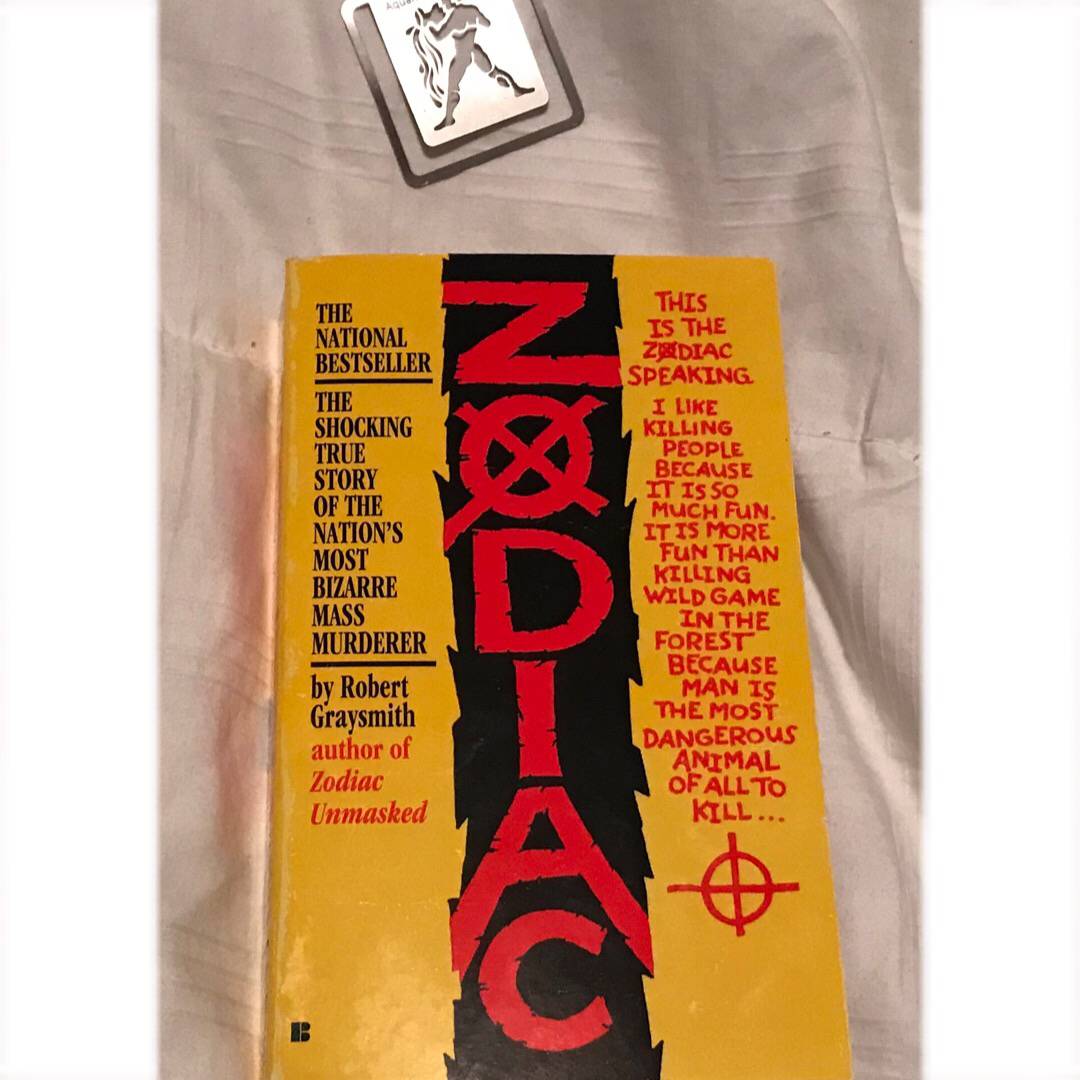 THE
NATIONAL
BESTSELLER
THE
SHOCKING
TRUE
STORY
OF THE
NATION'S
MOST
BIZARRE
MASS
MURDERER
by Robert
Graysmith
author of
Zodiac
Unmasked
B
ZODIAC
THIS
IS THE
ZODIAC
SPEAKING
I LIKE
KILLING
PEOPLE
BECAUSE
IT IS SO
MUCH FUN.
IT IS MORE
FUN THAN
KILLING
WILD GAME
IN THE
FOREST
BECAUSE
MAN IS
THE MOST
DANGEROUS
ANIMAL
OF ALL TO
KILL...